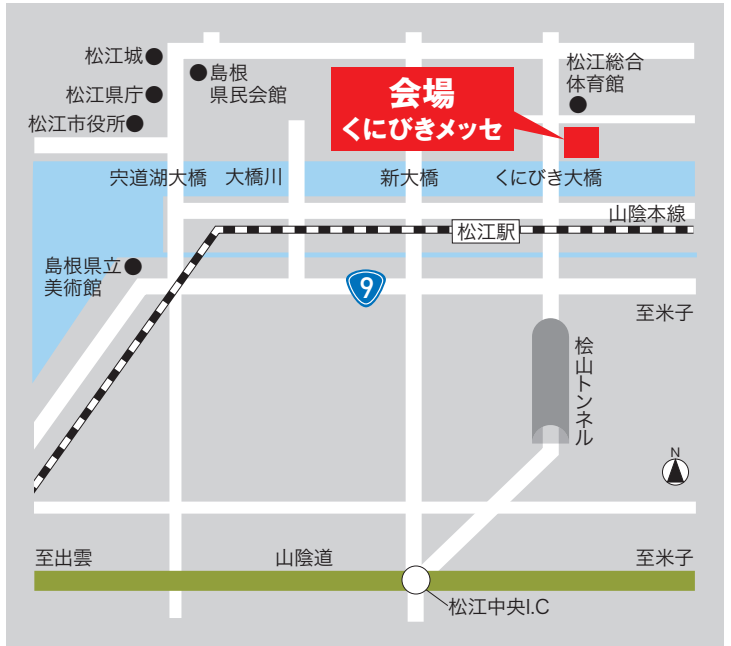 松江城
島根
県民会館
松江県庁
松江市役所
会場
くにびきメッセ
松江総合
体育館
宍道湖大橋
大橋川
新大橋
くにびき大橋
山陰本線
松江駅
島根県立
美術館
9
至米子
桧山トンネル
N
至出雲
山陰道
至米子
松江中央I.C